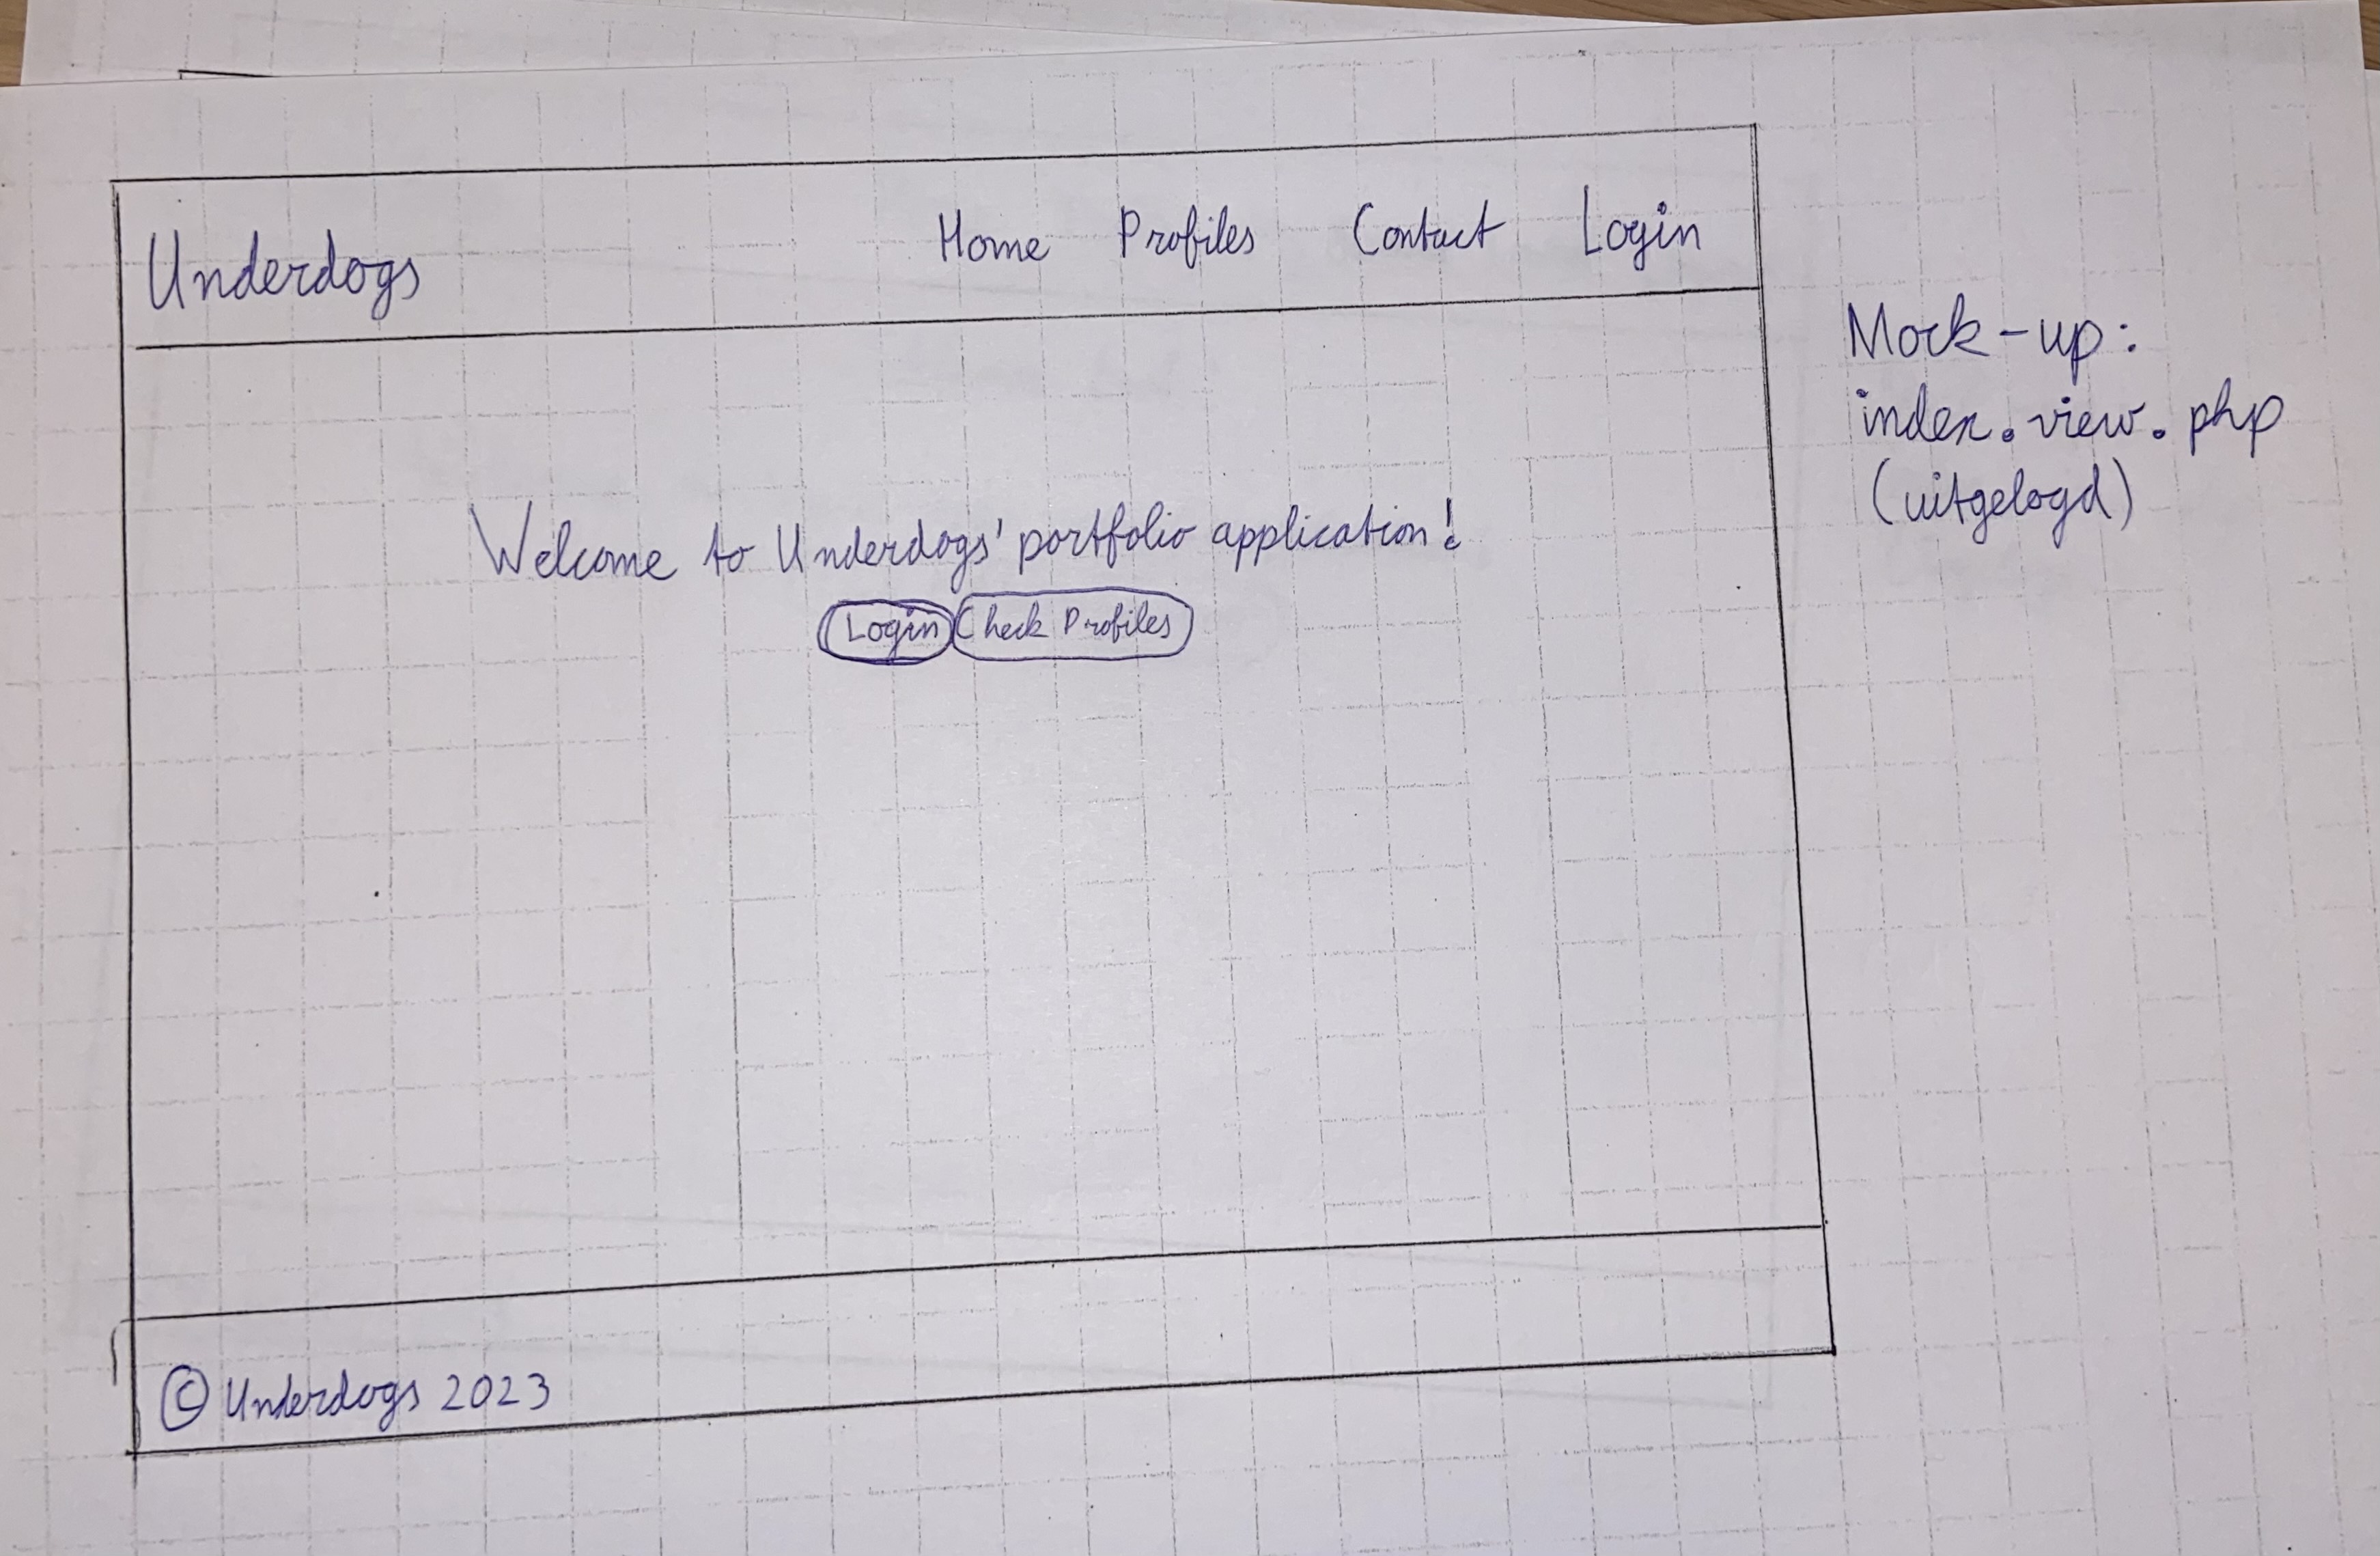 Underdogs Home Profiles Contact Login
Mock-up:
index.view.php
(uitgelogd)
Welcome to Underdogs' portfolio application!
Login Check Profiles
© Underdogs 2023